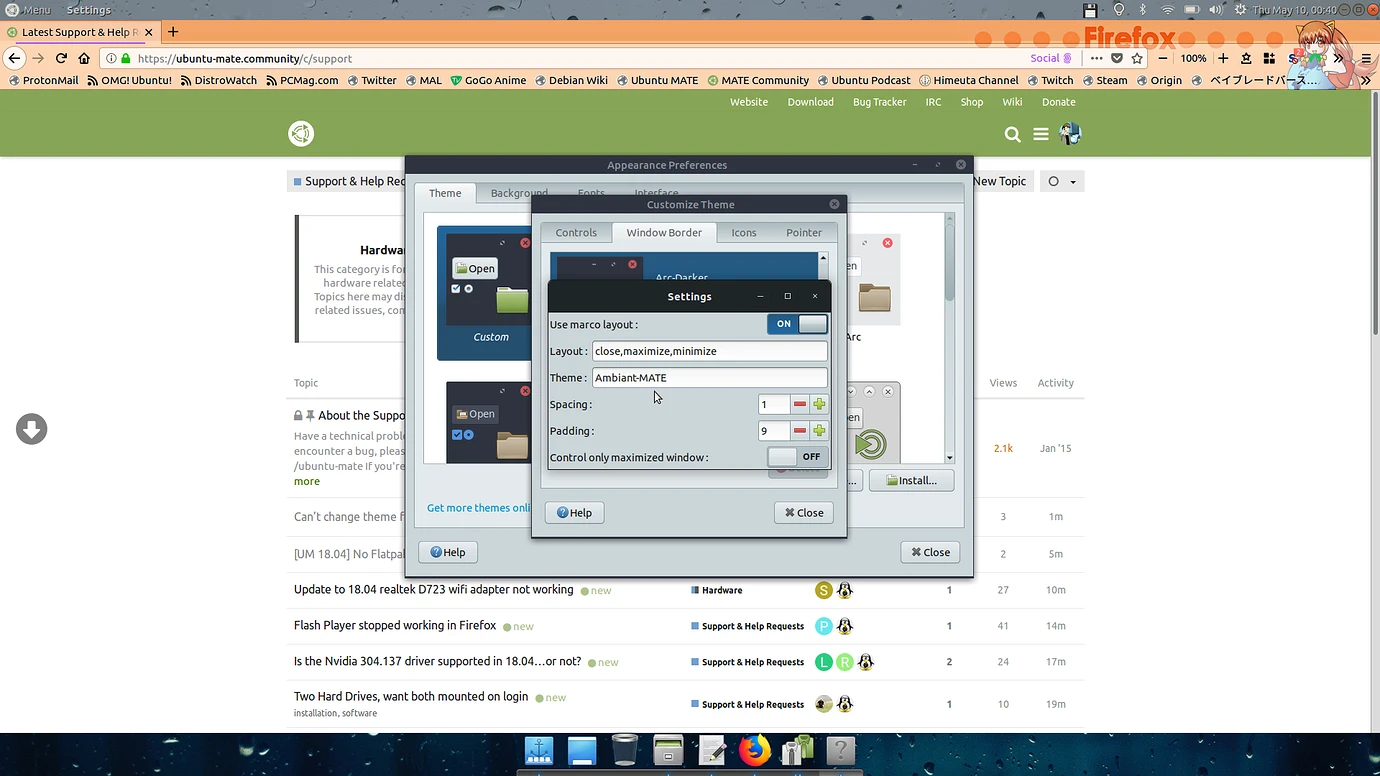 Menu Settings Thu May 10, 00:40
Latest Support & Help R
Firefox
https://ubuntu-mate.community/c/support Social 100%
ProtonMail OMG! Ubuntu! DistroWatch PCMag.com Twitter MAL GoGo Anime Debian Wiki Ubuntu MATE MATE Community Ubuntu Podcast Himeuta Channel Twitch Steam Origin ベイブレードバース...
Website Download Bug Tracker IRC Shop Wiki Donate
Support & Help Req New Topic
Appearance Preferences
Theme Background Fonts Interface
Customize Theme
Controls Window Border Icons Pointer
Hardwa
This category is for
hardware related
Topics here may dis
related issues, con
Open
Custom
Arc-Darker
Arc
Settings
Use marco layout : ON
Layout : close,maximize,minimize
Theme : Ambiant-MATE
Spacing : 1
Padding : 9
Control only maximized window : OFF
Topic Views Activity
Open
About the Suppo
Have a technical proble
encounter a bug, please
/ubuntu-mate If you're
more
2.1k Jan '15
Install...
Get more themes onli
Help Close
Help Close
Can't change theme f 3 1m
[UM 18.04] No Flatpa 2 5m
Update to 18.04 realtek D723 wifi adapter not working new Hardware S 1 27 10m
Flash Player stopped working in Firefox new Support & Help Requests P 1 41 14m
Is the Nvidia 304.137 driver supported in 18.04…or not? new Support & Help Requests L R 2 24 17m
Two Hard Drives, want both mounted on login new Support & Help Requests 1 10 19m
installation, software